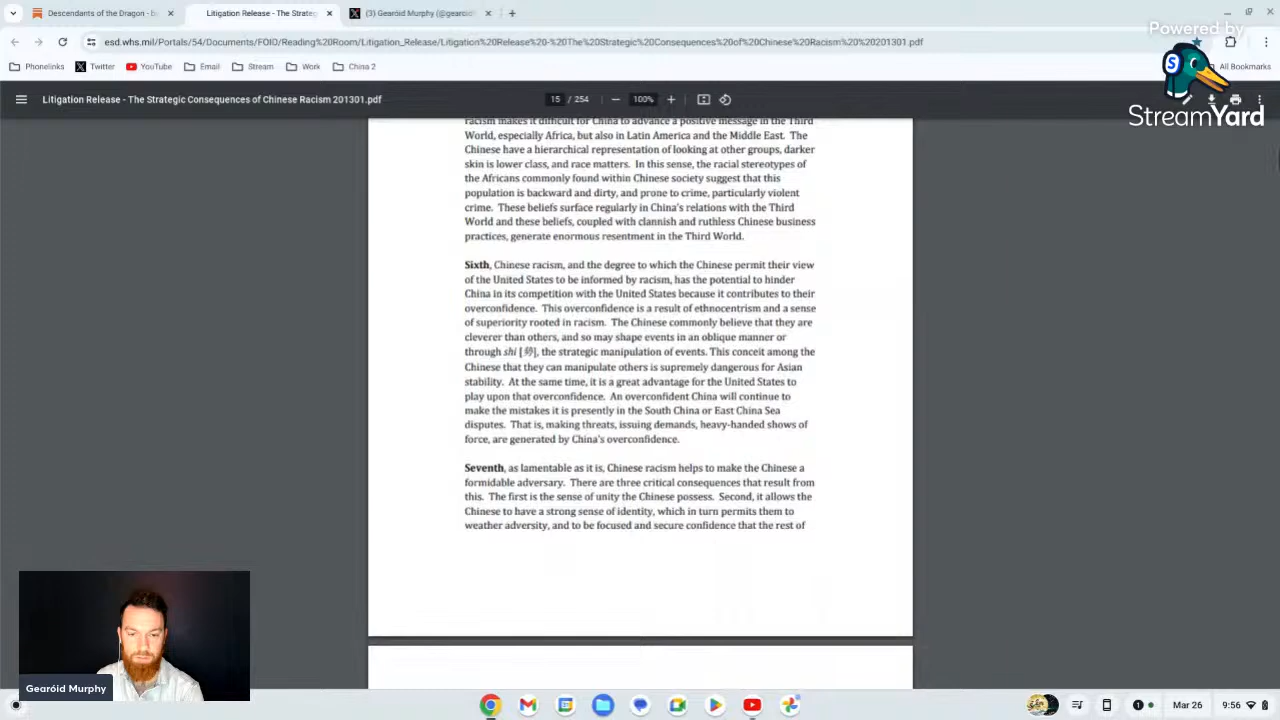 Descendants of the Dragon - B
Litigation Release - The Strate
(3) Gearóid Murphy (@gearoid
Powered by
esd.whs.mil/Portals/54/Documents/FOID/Reading%20Room/Litigation_Release/Litigation%20Release%20-%20The%20Strategic%20Consequences%20of%20Chinese%20Racism%20%20201301.pdf
Phonelicks
Twitter
YouTube
Email
Stream
Work
China 2
All Bookmarks
S
Litigation Release - The Strategic Consequences of Chinese Racism 201301.pdf
15 / 254
100%
StreamYard
racism makes it difficult for China to advance a positive message in the Third
World, especially Africa, but also in Latin America and the Middle East. The
Chinese have a hierarchical representation of looking at other groups, darker
skin is lower class, and race matters. In this sense, the racial stereotypes of
the Africans commonly found within Chinese society suggest that this
population is backward and dirty, and prone to crime, particularly violent
crime. These beliefs surface regularly in China's relations with the Third
World and these beliefs, coupled with clannish and ruthless Chinese business
practices, generate enormous resentment in the Third World.
Sixth, Chinese racism, and the degree to which the Chinese permit their view
of the United States to be informed by racism, has the potential to hinder
China in its competition with the United States because it contributes to their
overconfidence. This overconfidence is a result of ethnocentrism and a sense
of superiority rooted in racism. The Chinese commonly believe that they are
cleverer than others, and so may shape events in an oblique manner or
through shi [势], the strategic manipulation of events. This conceit among the
Chinese that they can manipulate others is supremely dangerous for Asian
stability. At the same time, it is a great advantage for the United States to
play upon that overconfidence. An overconfident China will continue to
make the mistakes it is presently in the South China or East China Sea
disputes. That is, making threats, issuing demands, heavy-handed shows of
force, are generated by China's overconfidence.
Seventh, as lamentable as it is, Chinese racism helps to make the Chinese a
formidable adversary. There are three critical consequences that result from
this. The first is the sense of unity the Chinese possess. Second, it allows the
Chinese to have a strong sense of identity, which in turn permits them to
weather adversity, and to be focused and secure confidence that the rest of
Gearóid Murphy
Mar 26
9:56